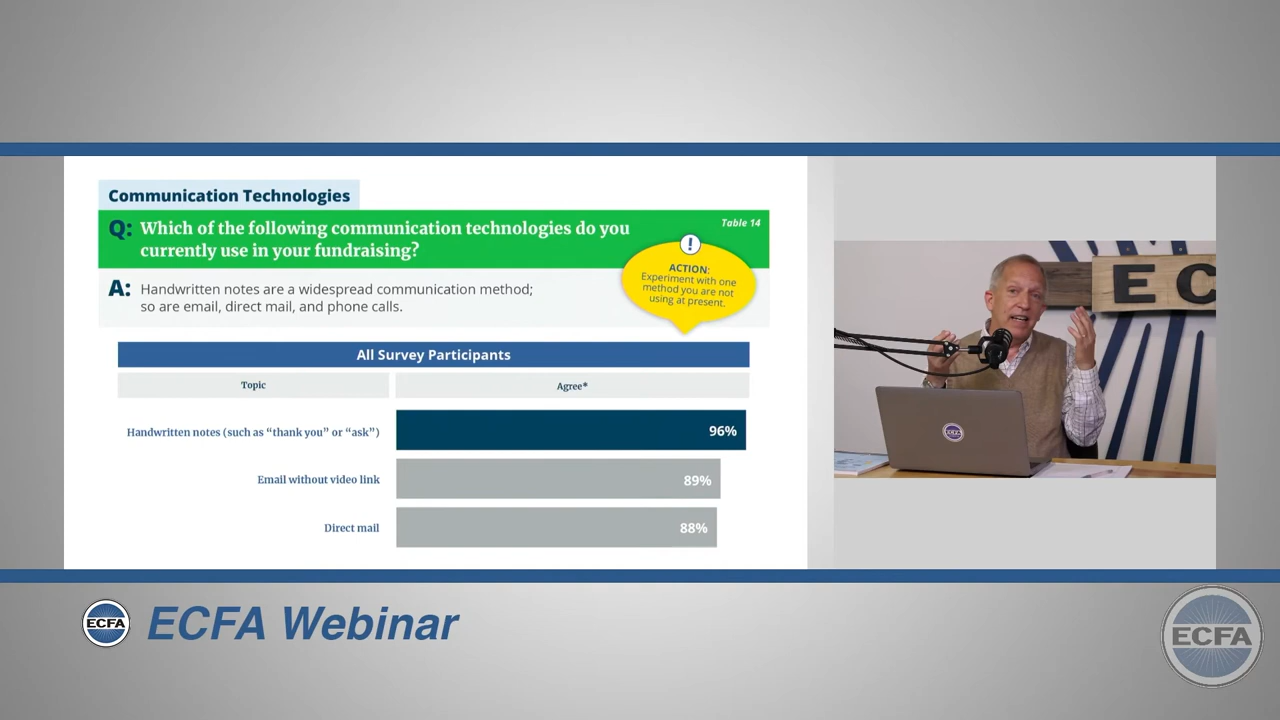 Communication Technologies
Q: Which of the following communication technologies do you
currently use in your fundraising?
Table 14
!
ACTION:
Experiment with one
method you are not
using at present.
A: Handwritten notes are a widespread communication method;
so are email, direct mail, and phone calls.
All Survey Participants
Topic
Agree*
Handwritten notes (such as “thank you” or “ask”)
96%
Email without video link
89%
Direct mail
88%
EC
ECFA
ECFA Webinar
ECFA